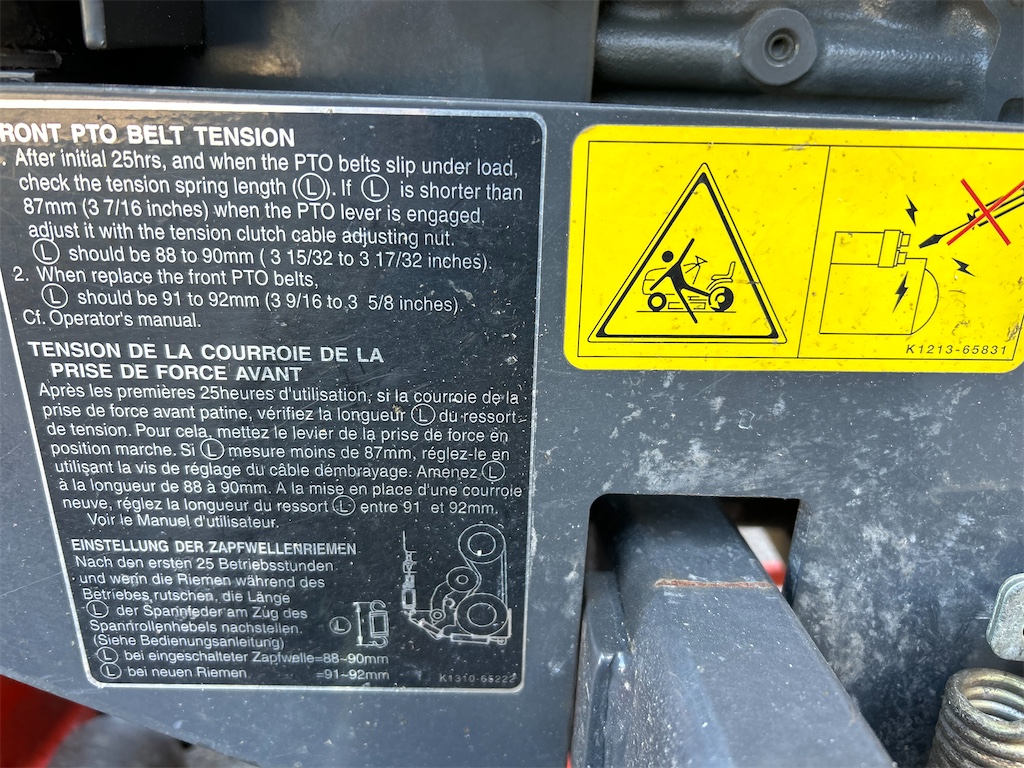 RONT PTO BELT TENSION
. After initial 25hrs, and when the PTO belts slip under load,
check the tension spring length (Ⓛ). If Ⓛ is shorter than
87mm (3 7/16 inches) when the PTO lever is engaged,
adjust it with the tension clutch cable adjusting nut.
Ⓛ should be 88 to 90mm ( 3 15/32 to 3 17/32 inches).
2. When replace the front PTO belts,
Ⓛ should be 91 to 92mm (3 9/16 to 3 5/8 inches).
Cf. Operator's manual.
TENSION DE LA COURROIE DE LA
PRISE DE FORCE AVANT
Après les premières 25heures d'utilisation, si la courroie de la
prise de force avant patine, vérifiez la longueur Ⓛ du ressort
de tension. Pour cela, mettez le levier de la prise de force en
position marche. Si Ⓛ mesure moins de 87mm, réglez-le en
utilisant la vis de réglage du câble démbrayage. Amenez Ⓛ
à la longueur de 88 à 90mm. A la mise en place d'une courroie
neuve, réglez la longueur du ressort Ⓛ entre 91 et 92mm.
Voir le Manuel d'utilisateur.
EINSTELLUNG DER ZAPFWELLENRIEMEN
Nach den ersten 25 Betriebsstunden
und wenn die Riemen während des
Betriebes rutschen, die Länge
Ⓛ der Spannfeder am Zug des
Spannrollenhebels nachstellen.
(Siehe Bedienungsanleitung)
Ⓛ bei eingeschalteter Zapfwelle=88~90mm
Ⓛ bei neuen Riemen =91~92mm
Ⓛ
K1310-65222
K1213-65831